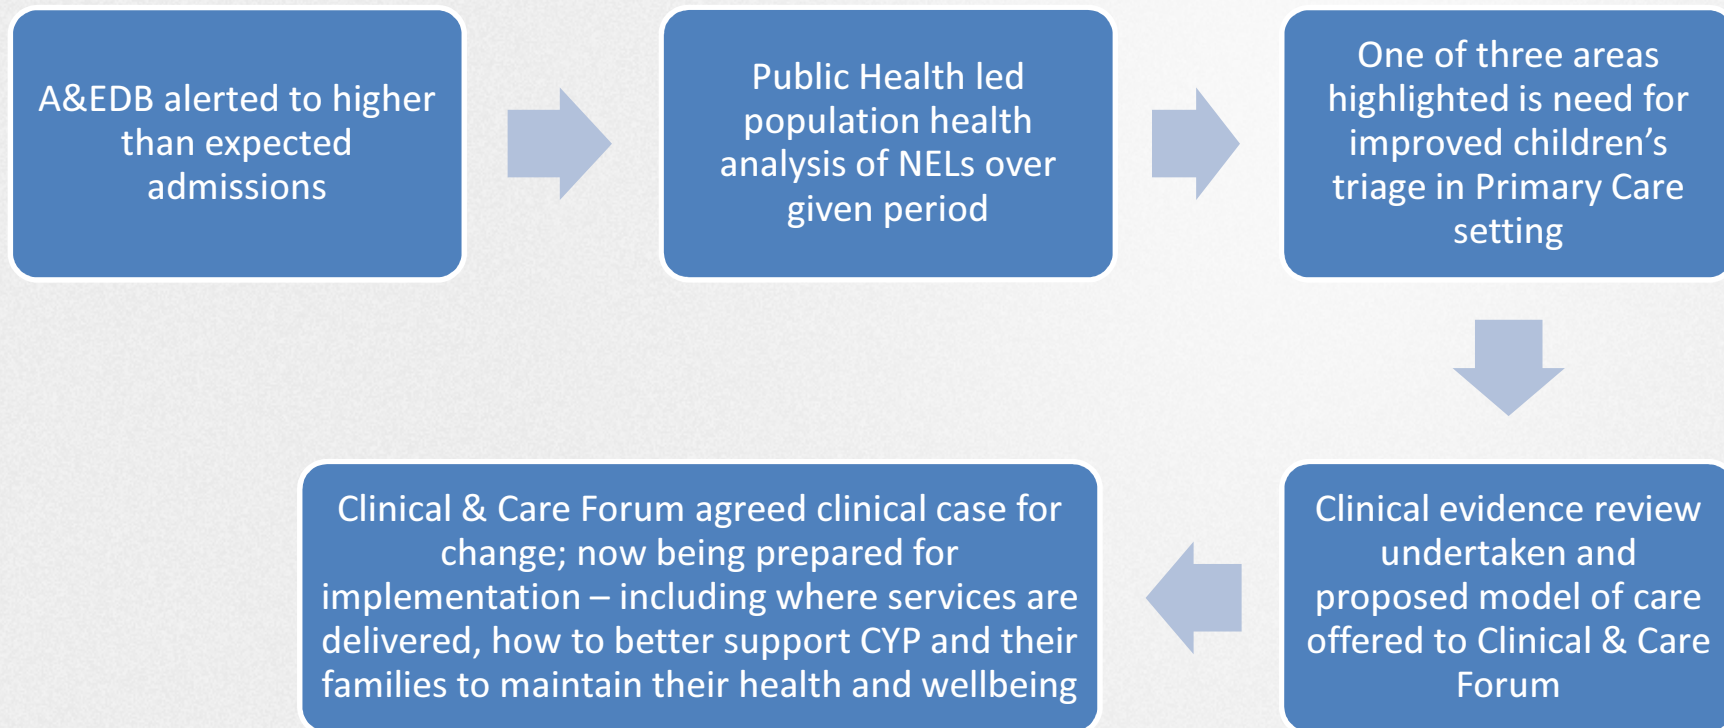 A&EDB alerted to higher
than expected
admissions
Public Health led
population health
analysis of NELs over
given period
One of three areas
highlighted is need for
improved children’s
triage in Primary Care
setting
Clinical evidence review
undertaken and
proposed model of care
offered to Clinical & Care
Forum
Clinical & Care Forum agreed clinical case for
change; now being prepared for
implementation – including where services are
delivered, how to better support CYP and their
families to maintain their health and wellbeing